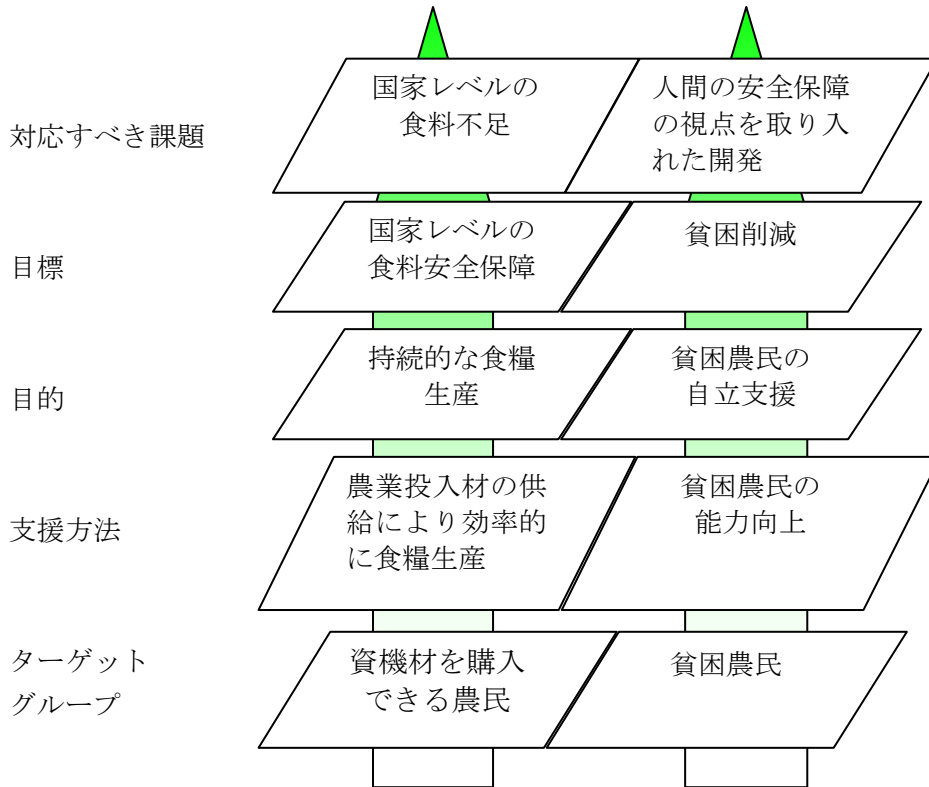 対応すべき課題
国家レベルの
食料不足
人間の安全保障
の視点を取り入
れた開発
目標
国家レベルの
食料安全保障
貧困削減
目的
持続的な食糧
生産
貧困農民の
自立支援
支援方法
農業投入材の供
給により効率的
に食糧生産
貧困農民の
能力向上
ターゲット
グループ
資機材を購入
できる農民
貧困農民